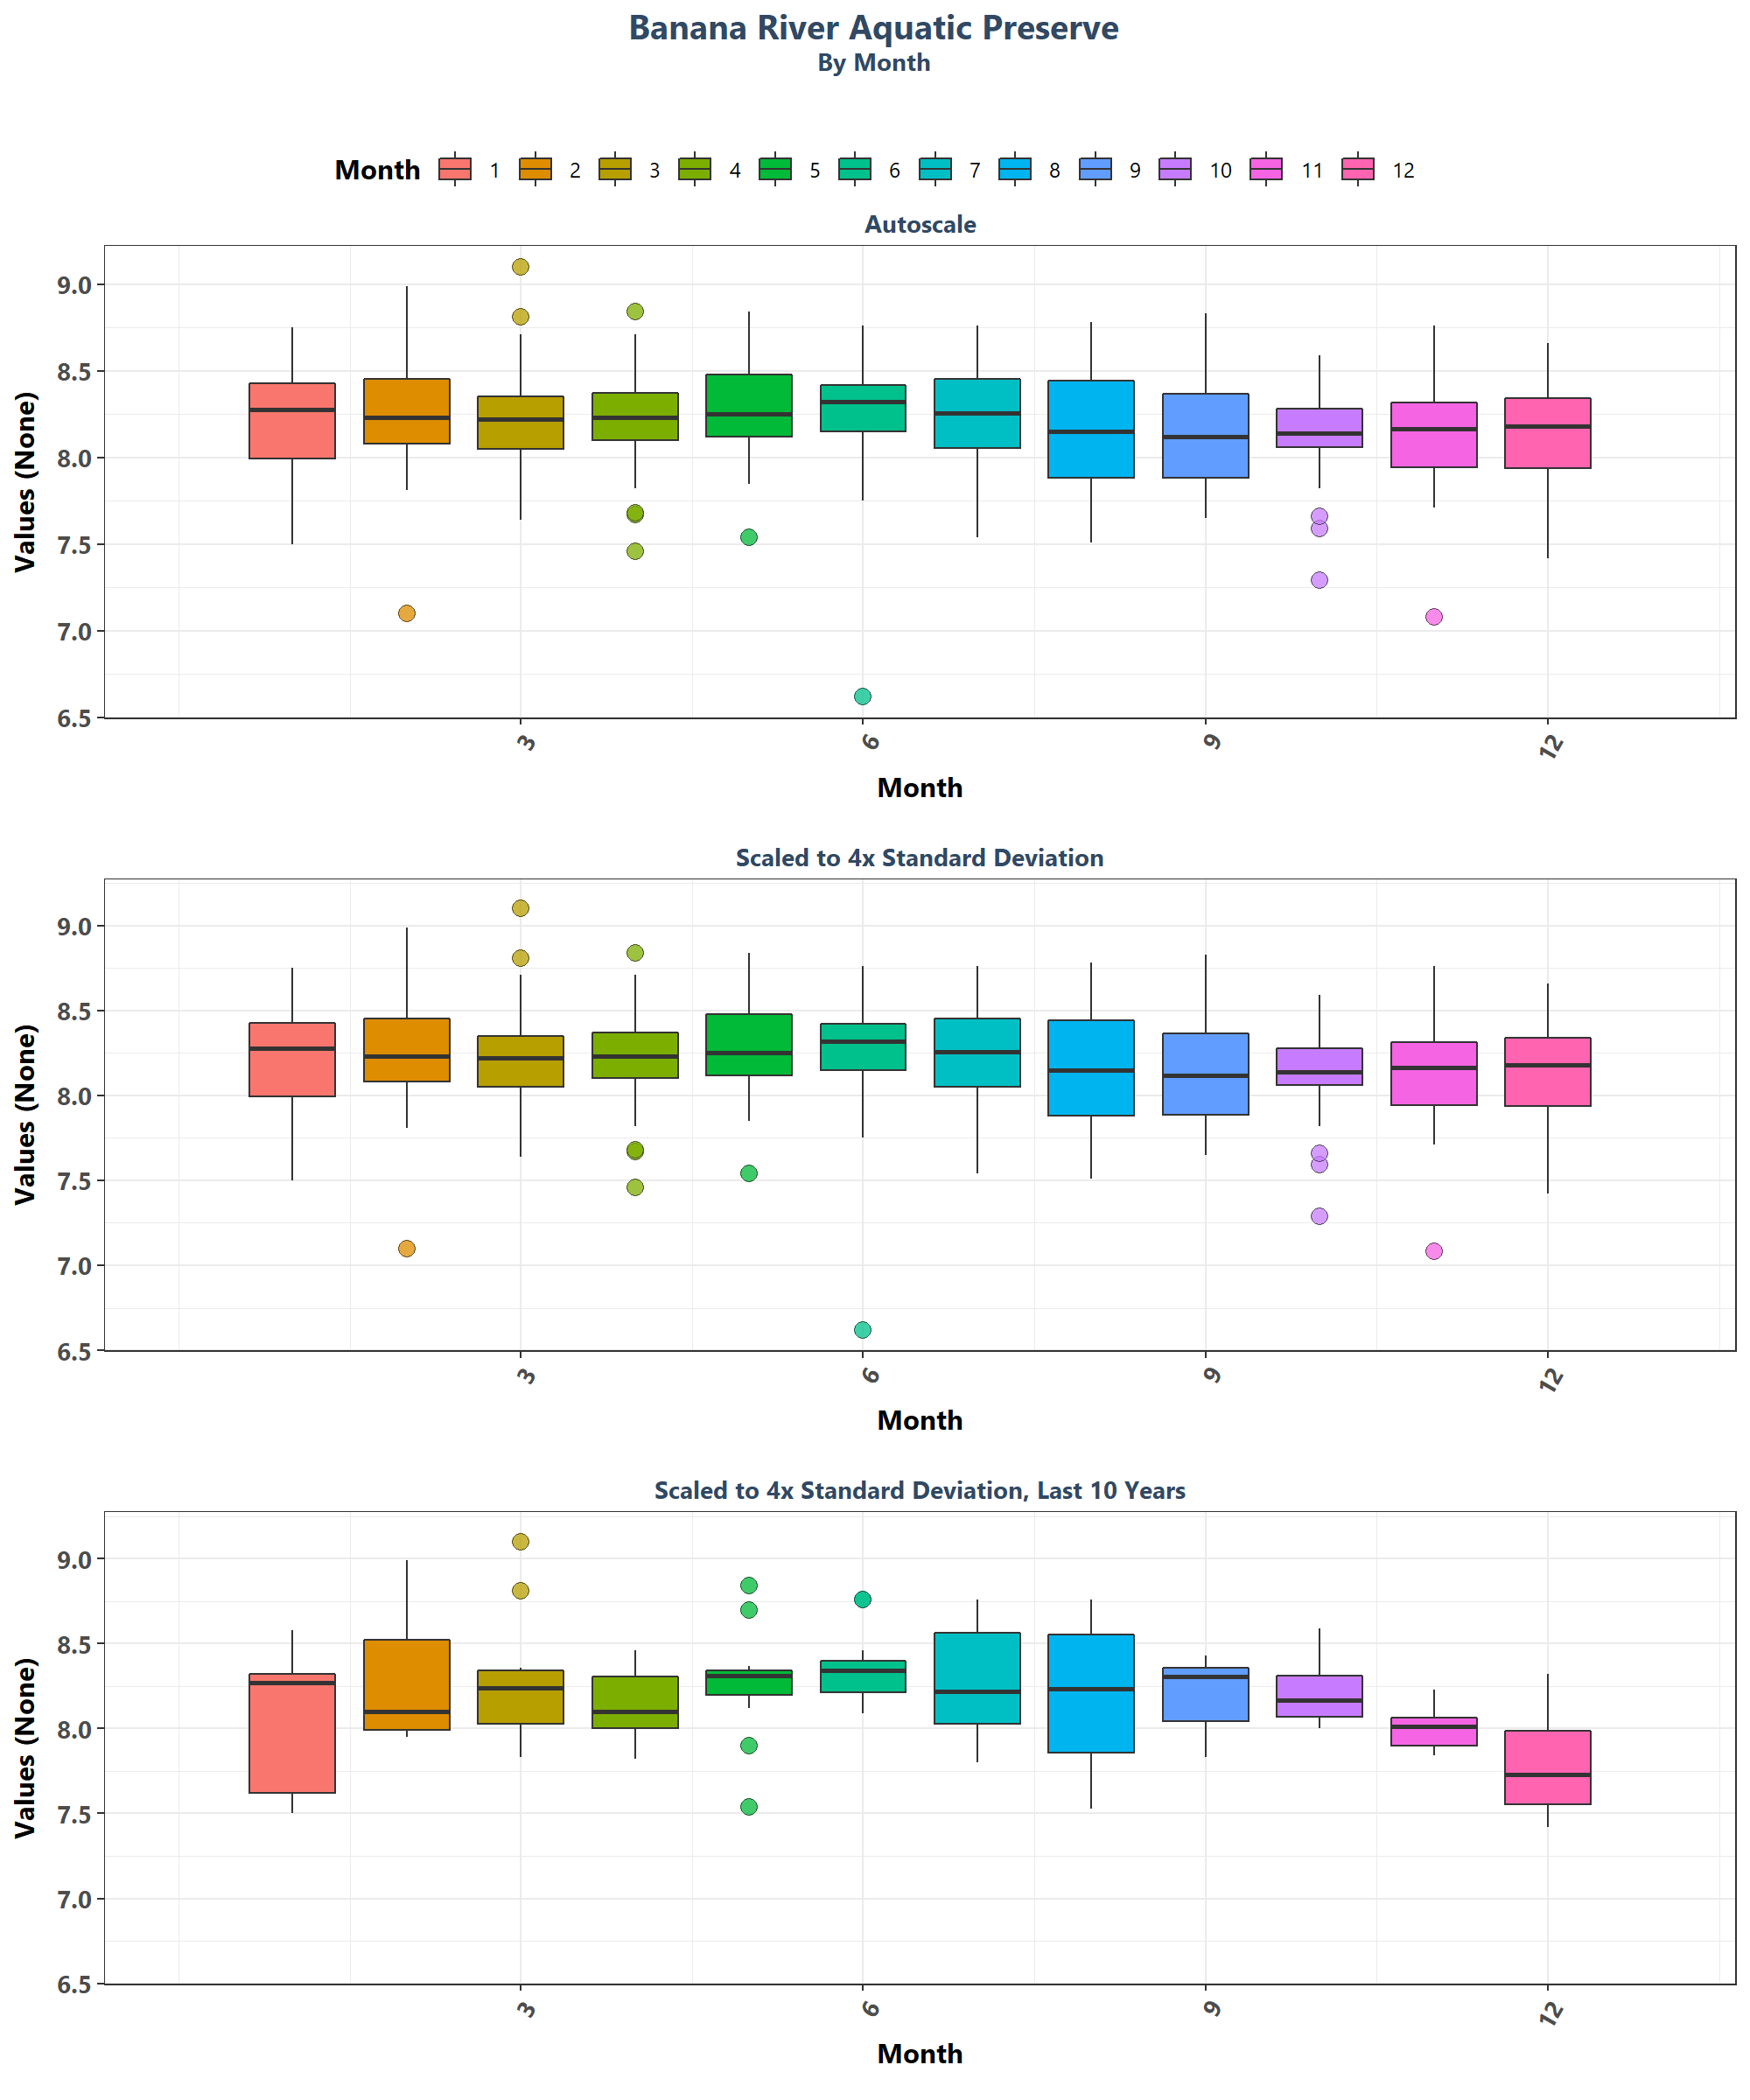 Banana River Aquatic Preserve
By Month
Month 1 2 3 4 5 6 7 8 9 10 11 12
Autoscale
Values (None)
9.0
8.5
8.0
7.5
7.0
6.5
3 6 9 12
Month
Scaled to 4x Standard Deviation
Values (None)
9.0
8.5
8.0
7.5
7.0
6.5
3 6 9 12
Month
Scaled to 4x Standard Deviation, Last 10 Years
Values (None)
9.0
8.5
8.0
7.5
7.0
6.5
3 6 9 12
Month